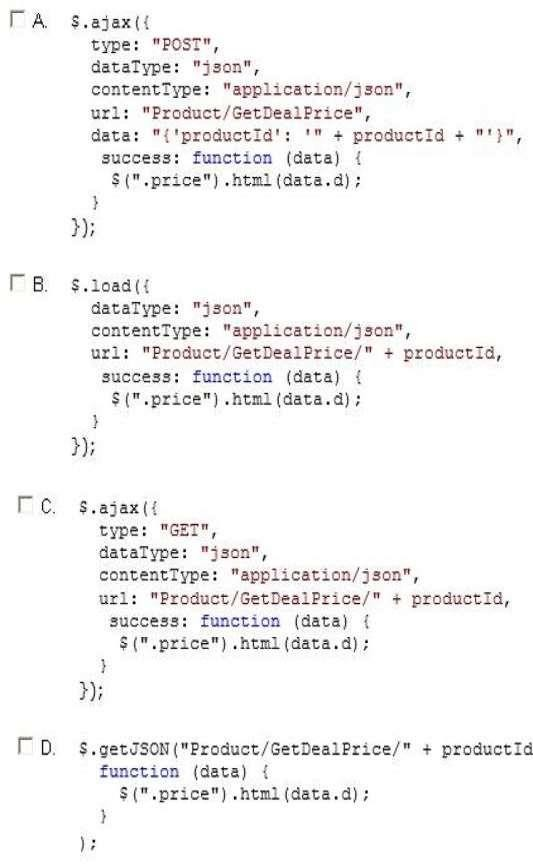 A. $.ajax({
type: "POST",
dataType: "json",
contentType: "application/json",
url: "Product/GetDealPrice",
data: "{'productId': '" + productId + "'}",
success: function (data) {
$(".price").html(data.d);
}
});
B. $.load({
dataType: "json",
contentType: "application/json",
url: "Product/GetDealPrice/" + productId,
success: function (data) {
$(".price").html(data.d);
}
});
C. $.ajax({
type: "GET",
dataType: "json",
contentType: "application/json",
url: "Product/GetDealPrice/" + productId,
success: function (data) {
$(".price").html(data.d);
}
});
D. $.getJSON("Product/GetDealPrice/" + productId
function (data) {
$(".price").html(data.d);
}
);